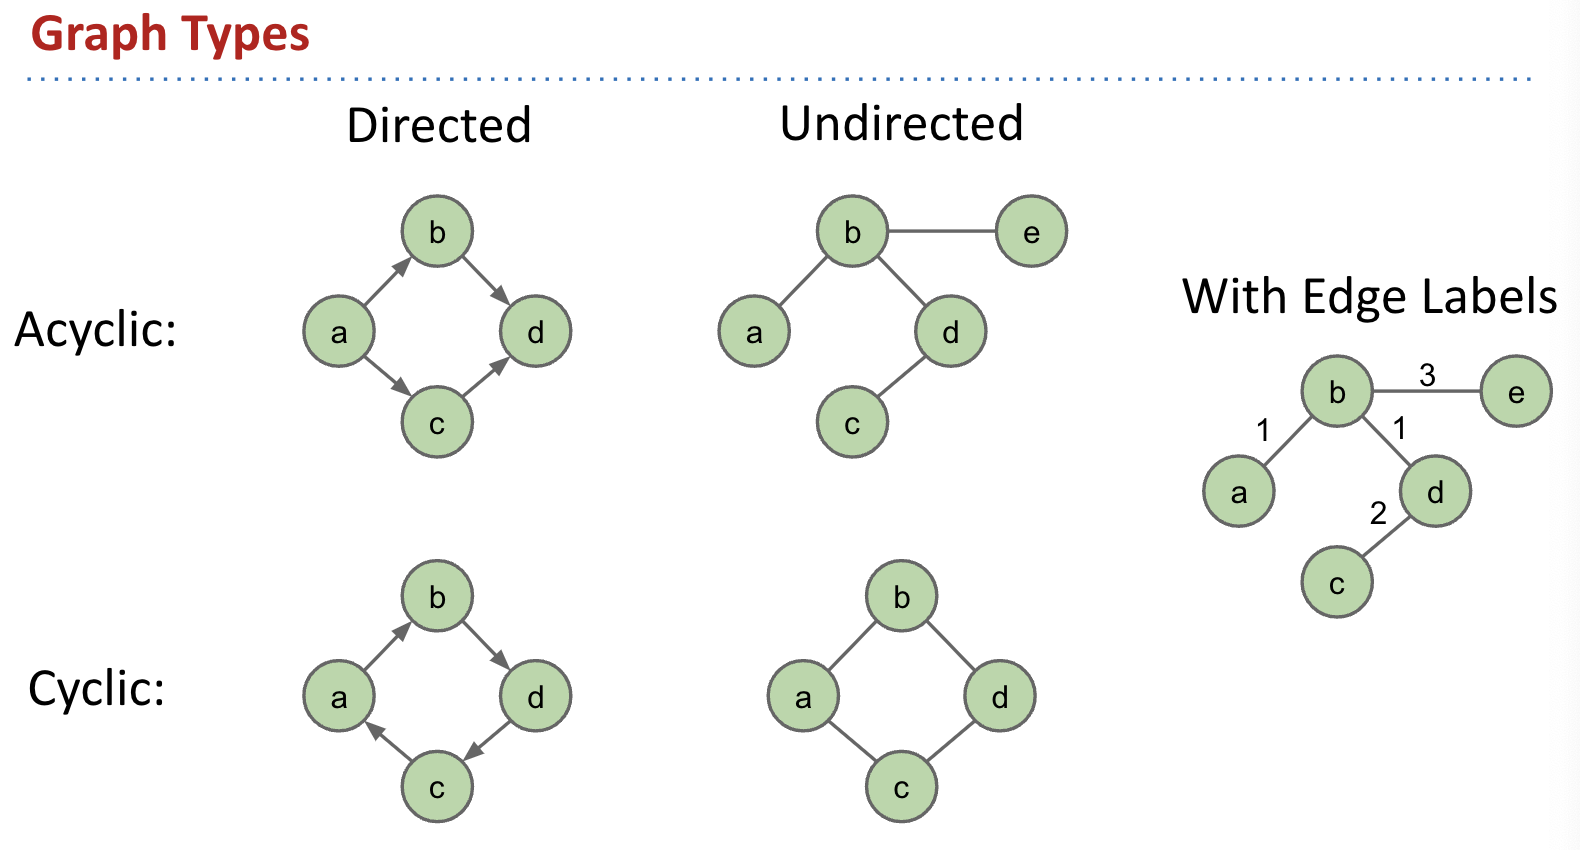 Graph Types
Directed
Undirected
Acyclic:
b
a
d
c
b
e
a
d
c
With Edge Labels
b
3
e
1
1
a
d
2
c
Cyclic:
b
a
d
c
b
a
d
c